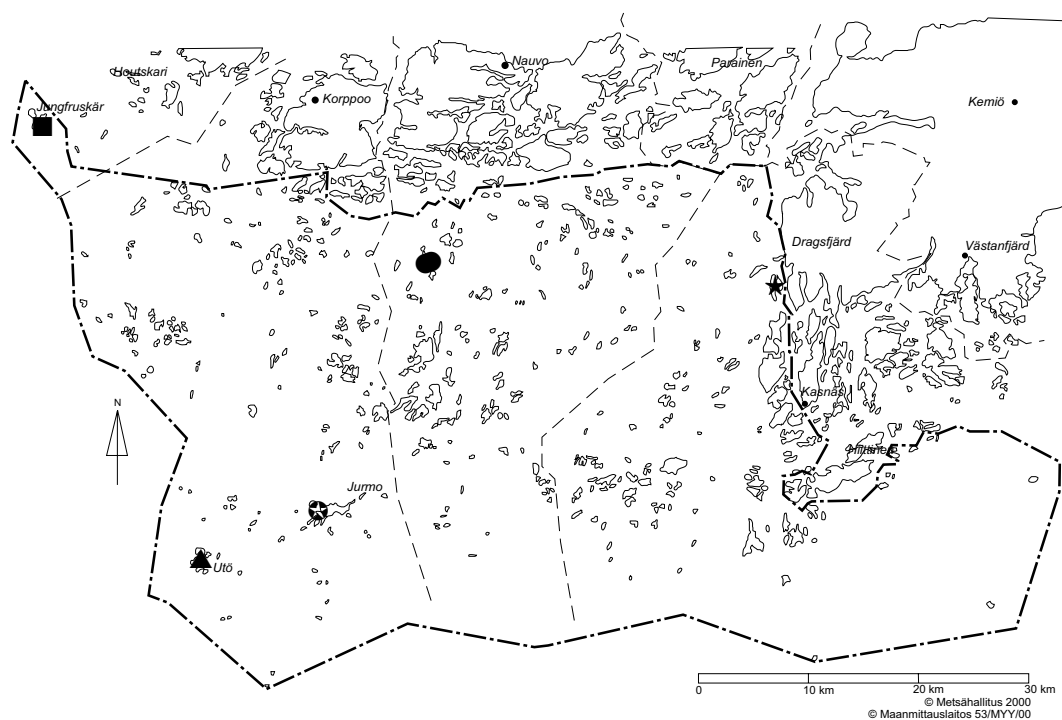 Nauvo
Parainen
Houtskari
Korppoo
Kemiö
Jungfruskär
Dragsfjärd
Västanfjärd
Kasnäs
N
Hiittinen
Jurmo
Utö
0 10 km 20 km 30 km
© Metsähallitus 2000
© Maanmittauslaitos 53/MYY/00